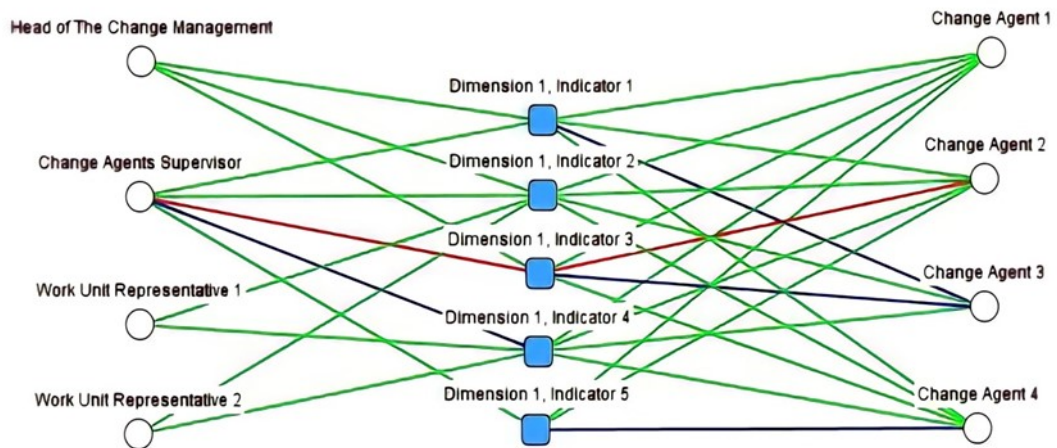 Head of The Change Management
Change Agent 1
Dimension 1, Indicator 1
Change Agents Supervisor
Dimension 1, Indicator 2
Change Agent 2
Dimension 1, Indicator 3
Work Unit Representative 1
Change Agent 3
Dimension 1, Indicator 4
Work Unit Representative 2
Dimension 1, Indicator 5
Change Agent 4